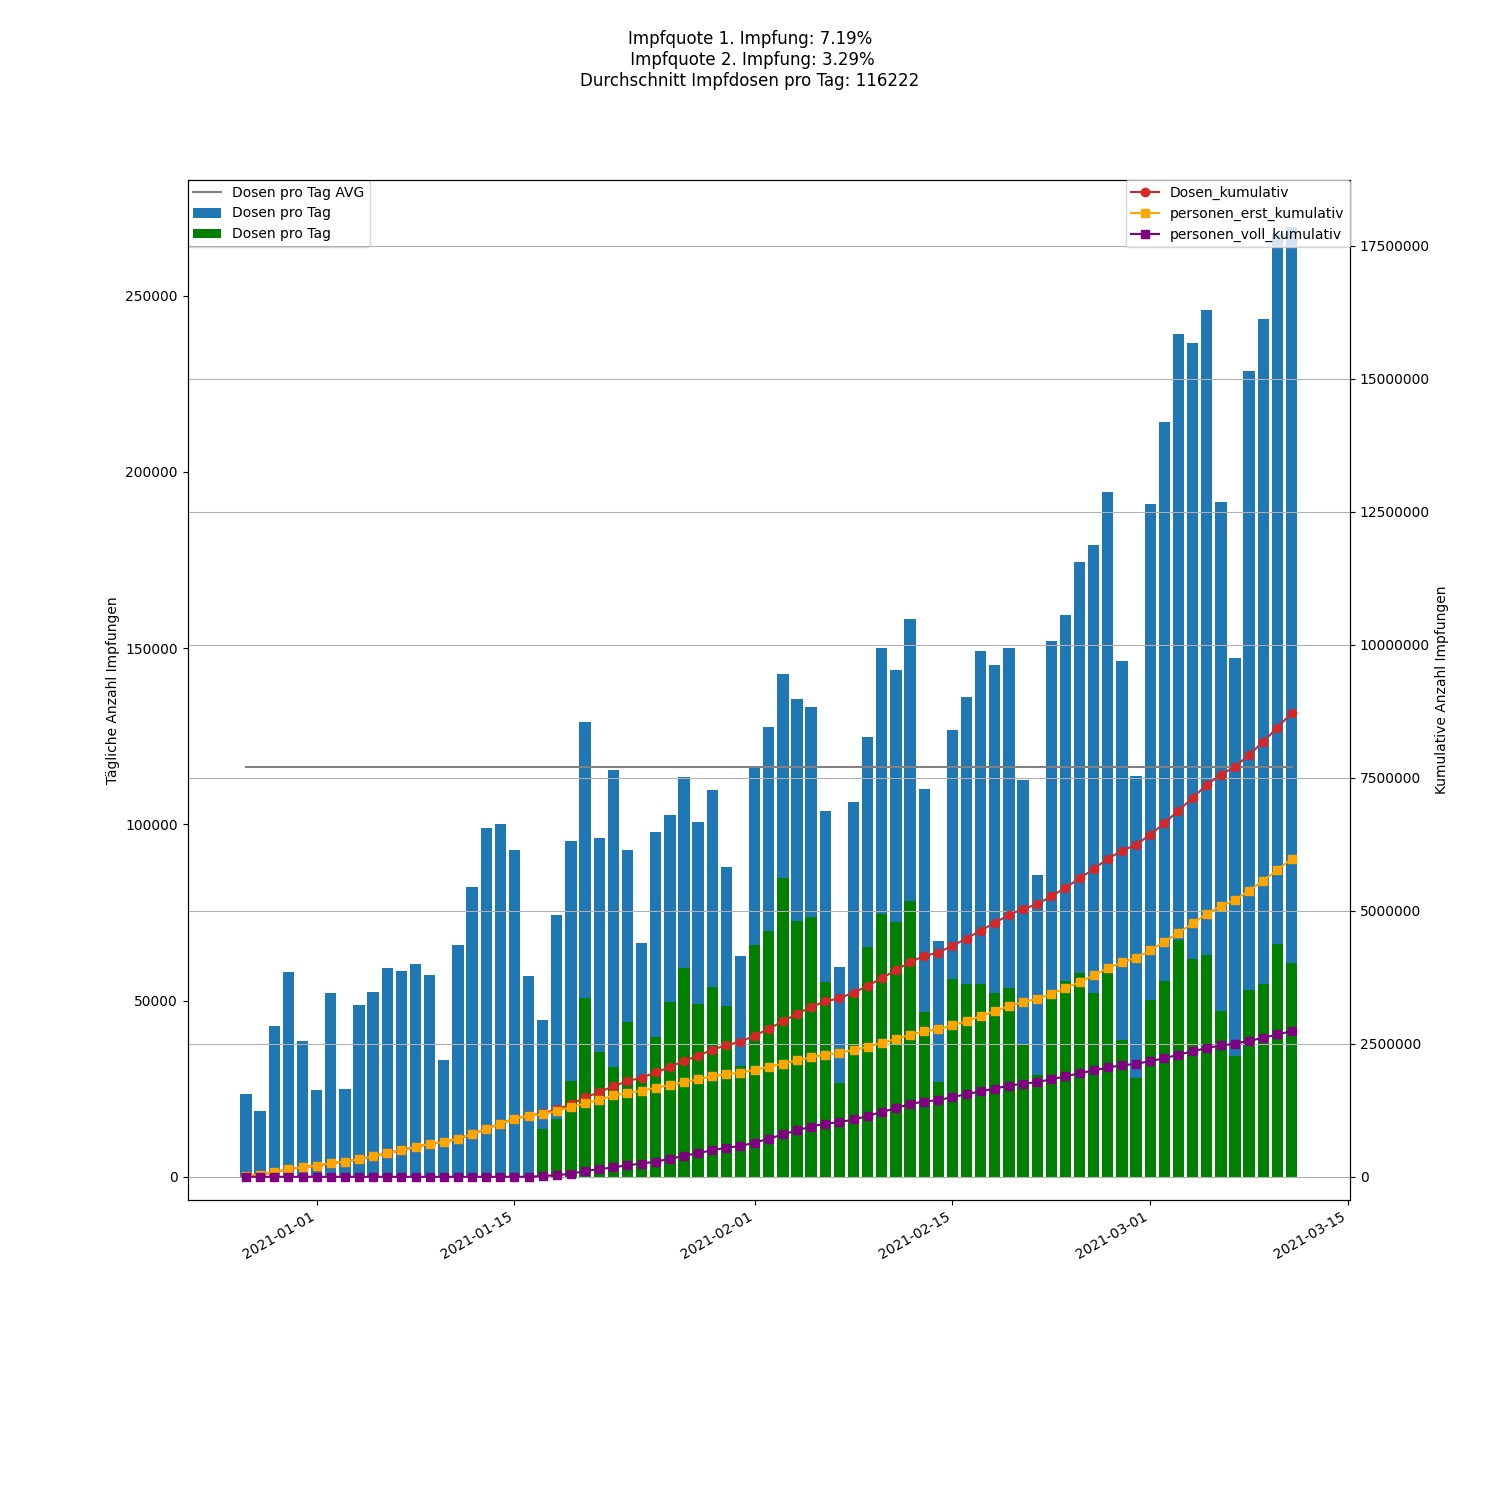 Impfquote 1. Impfung: 7.19%
Impfquote 2. Impfung: 3.29%
Durchschnitt Impfdosen pro Tag: 116222
Dosen pro Tag AVG
Dosen pro Tag
Dosen pro Tag
Dosen_kumulativ
personen_erst_kumulativ
personen_voll_kumulativ
Tägliche Anzahl Impfungen
250000
200000
150000
100000
50000
0
17500000
15000000
12500000
10000000
7500000
5000000
2500000
0
Kumulative Anzahl Impfungen
2021-01-01
2021-01-15
2021-02-01
2021-02-15
2021-03-01
2021-03-15